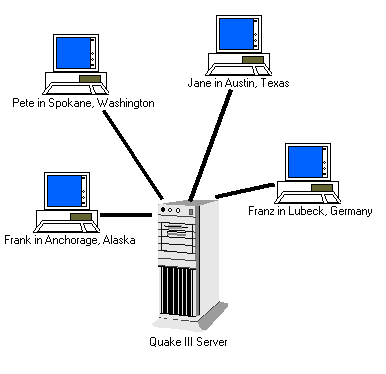 Jane in Austin, Texas
Pete in Spokane, Washington
Franz in Lubeck, Germany
Frank in Anchorage, Alaska
Quake III Server